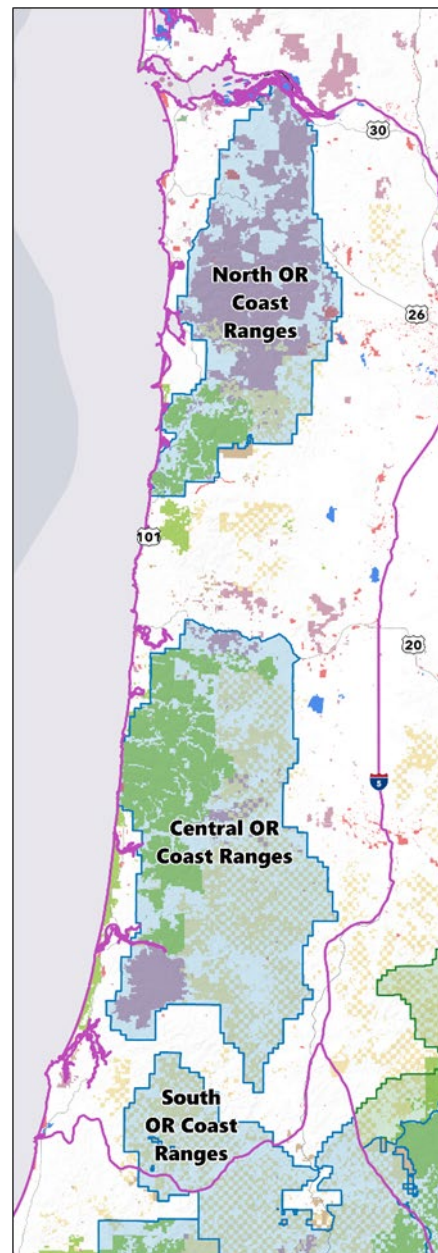 30
North OR
Coast
Ranges
26
101
20
5
Central OR
Coast Ranges
South
OR Coast
Ranges